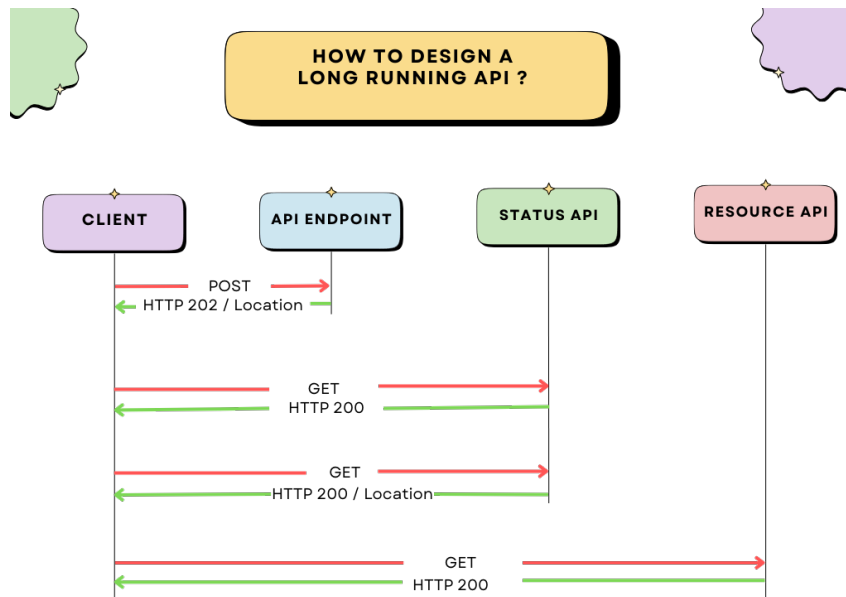 HOW TO DESIGN A
LONG RUNNING API ?
CLIENT
API ENDPOINT
STATUS API
RESOURCE API
POST
HTTP 202 / Location
GET
HTTP 200
GET
HTTP 200 / Location
GET
HTTP 200